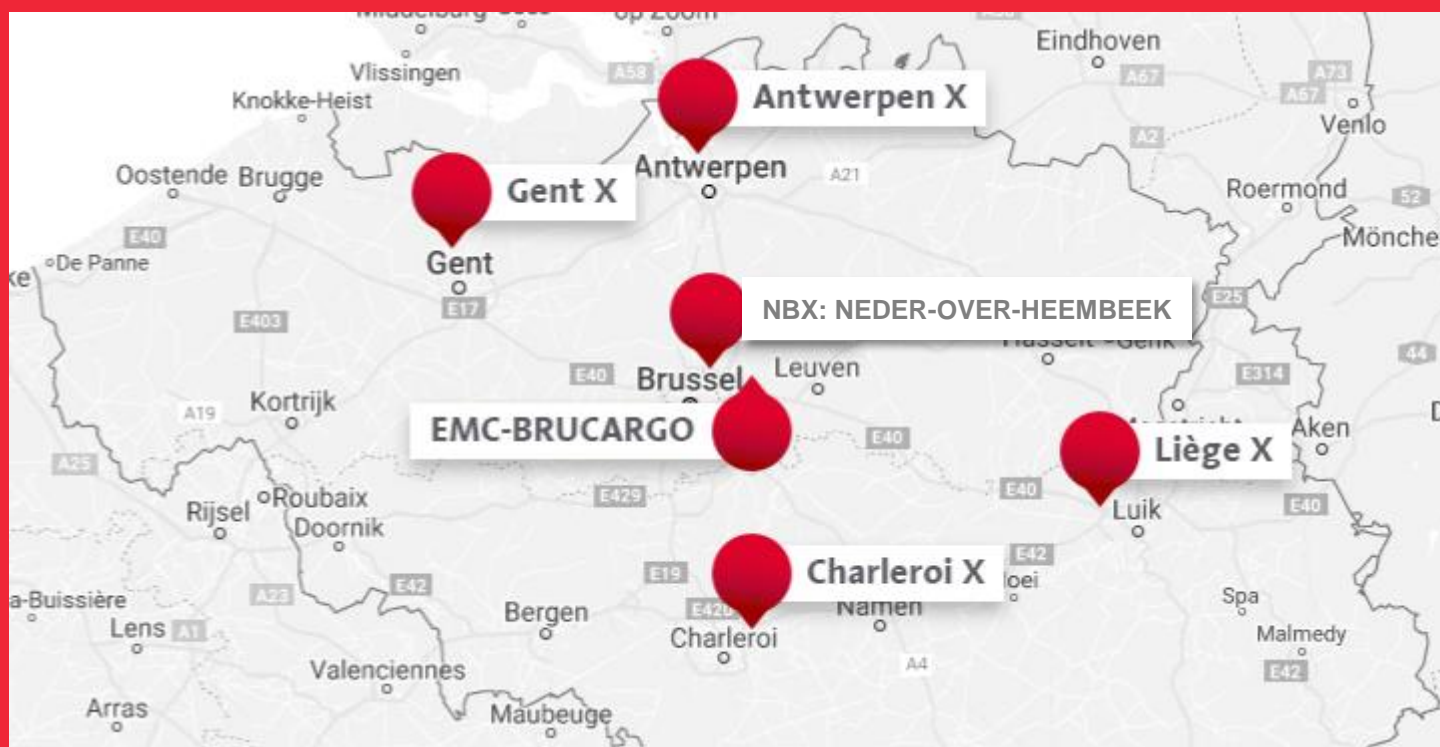 Vlissingen
Eindhoven
A58
A67
A73
A67
Knokke-Heist
Antwerpen X
Venlo
A2
Oostende
Brugge
Gent X
Antwerpen
A21
Roermond
52
E40
Mönche
De Panne
Gent
E17
E25
NBX: NEDER-OVER-HEEMBEEK
E403
Hasselt
Genk
44
E40
Brussel
Leuven
E314
A19
Kortrijk
EMC-BRUCARGO
E40
Liège X
Aken
A25
E429
E40
E40
Rijsel
Roubaix
Luik
Doornik
E19
Charleroi X
E42
E42
A23
E420
Namen
Spa
a-Buissière
Bergen
Lens
A1
Charleroi
Malmedy
Valenciennes
A4
E42
Arras
Maubeuge